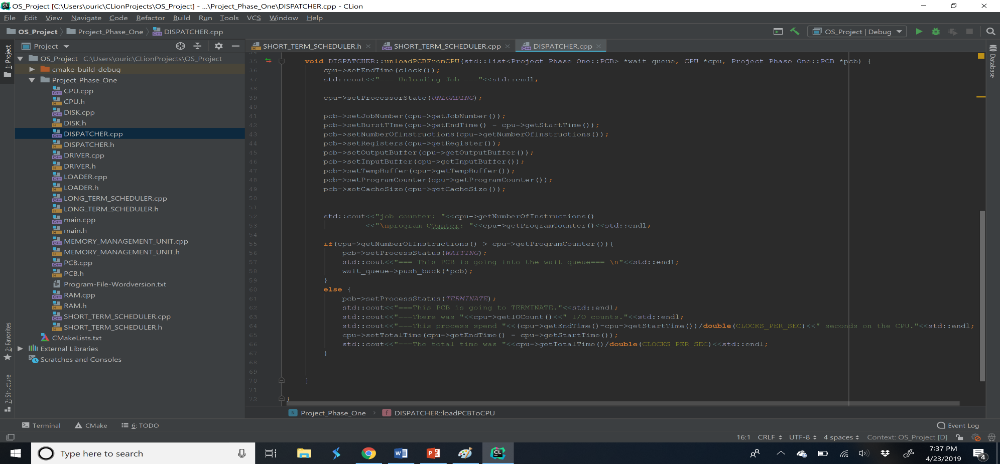 OS_Project [C:\Users\ouric\CLionProjects\OS_Project] - ...\Project_Phase_One\DISPATCHER.cpp - CLion
File Edit View Navigate Code Refactor Build Run Tools VCS Window Help
OS_Project Project_Phase_One DISPATCHER.cpp OS_Project | Debug
Project SHORT_TERM_SCHEDULER.h SHORT_TERM_SCHEDULER.cpp DISPATCHER.cpp
1: Project
2: Favorites
7: Structure
OS_Project C:\Users\ouric\CLionProjects\OS_Project
cmake-build-debug
Project_Phase_One
CPU.cpp
CPU.h
DISK.cpp
DISK.h
DISPATCHER.cpp
DISPATCHER.h
DRIVER.cpp
DRIVER.h
LOADER.cpp
LOADER.h
LONG_TERM_SCHEDULER.cpp
LONG_TERM_SCHEDULER.h
main.cpp
main.h
MEMORY_MANAGEMENT_UNIT.cpp
MEMORY_MANAGEMENT_UNIT.h
PCB.cpp
PCB.h
Program-File-Wordversion.txt
RAM.cpp
RAM.h
SHORT_TERM_SCHEDULER.cpp
SHORT_TERM_SCHEDULER.h
CMakeLists.txt
External Libraries
Scratches and Consoles
34
35 void DISPATCHER::unloadPCBFromCPU(std::list<Project_Phase_One::PCB> *wait_queue, CPU *cpu, Project_Phase_One::PCB *pcb) {
36 cpu->setEndTime(clock());
37 std::cout<<"=== Unloading Job ==="<<std::endl;
38
39 cpu->setProcessorState(UNLOADING);
40
41 pcb->setJobNumber(cpu->getJobNumber());
42 pcb->setBurstTIme(cpu->getEndTime() - cpu->getStartTime());
43 pcb->setNumberOfInstructions(cpu->getNumberOfInstructions());
44 pcb->setRegisters(cpu->getRegister());
45 pcb->setOutputBuffer(cpu->getOutputBuffer());
46 pcb->setInputBuffer(cpu->getInputBuffer());
47 pcb->setTempBuffer(cpu->getTempBuffer());
48 pcb->setProgramCounter(cpu->getProgramCounter());
49 pcb->setCacheSize(cpu->getCacheSize());
50
51
52 std::cout<<"job counter: "<<cpu->getNumberOfInstructions()
53 <<"\nprogram COunter: "<<cpu->getProgramCounter()<<std::endl;
54
55 if(cpu->getNumberOfInstructions() > cpu->getProgramCounter()){
56 pcb->setProcessStatus(WAITING);
57 std::cout<<"=== This PCB is going into the wait queue=== \n"<<std::endl;
58 wait_queue->push_back(*pcb);
59 }
60 else {
61 pcb->setProcessStatus(TERMINATE);
62 std::cout<<"===This PCB is going to TERMINATE."<<std::endl;
63 std::cout<<"===There was "<<cpu->getIOCount()<<" I/O counts."<<std::endl;
64 std::cout<<"===This process spend "<<(cpu->getEndTime()-cpu->getStartTime())/double(CLOCKS_PER_SEC)<<" seconds on the CPU."<<std::endl;
65 cpu->setTotalTime(cpu->getEndTime() - cpu->getStartTime());
66 std::cout<<"===The total time was "<<cpu->getTotalTime()/double(CLOCKS_PER_SEC)<<std::endl;
67 }
68
69
70 }
71
72 }
Database
N Project_Phase_One f DISPATCHER::loadPCBToCPU
Terminal CMake 6: TODO Event Log
16:1 CRLF UTF-8 4 spaces Context: OS_Project [D]
Type here to search
7:37 PM
4/23/2019
4